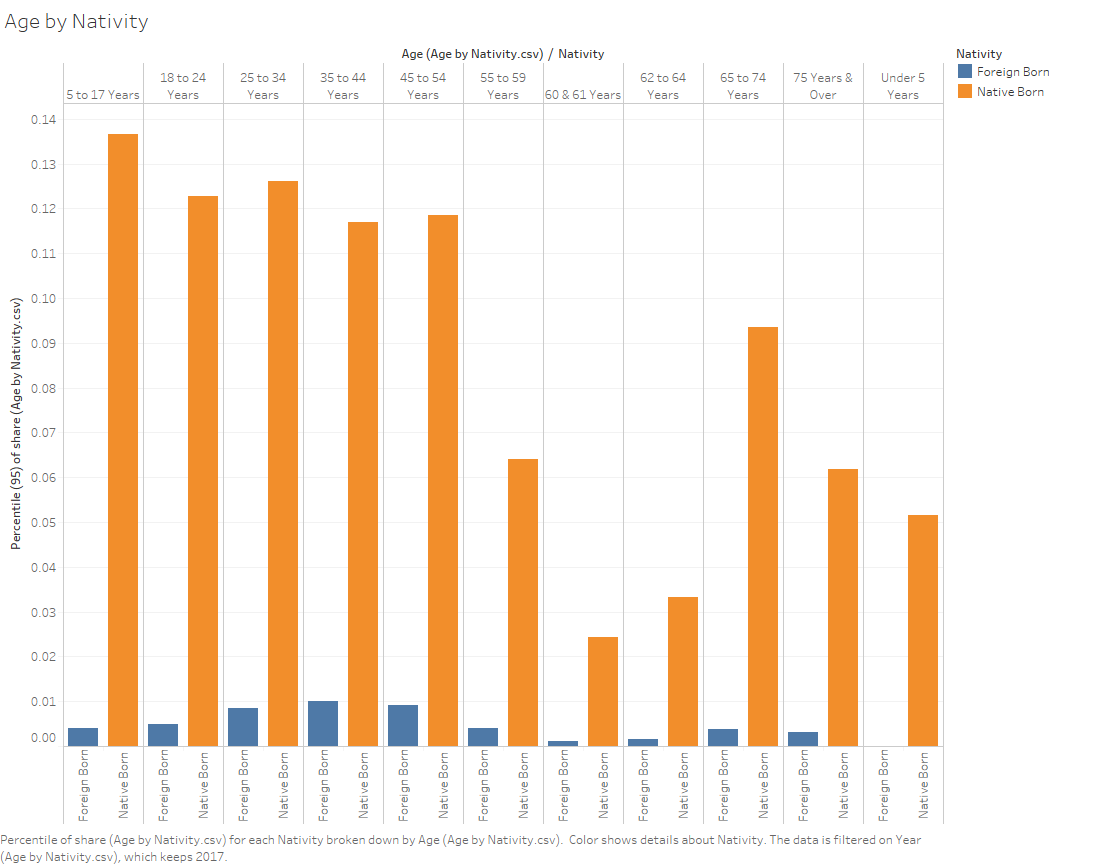 Age by Nativity
Age (Age by Nativity.csv) / Nativity
5 to 17 Years
18 to 24
Years
25 to 34
Years
35 to 44
Years
45 to 54
Years
55 to 59
Years
60 & 61 Years
62 to 64
Years
65 to 74
Years
75 Years &
Over
Under 5
Years
Nativity
Foreign Born
Native Born
Percentile (95) of share (Age by Nativity.csv)
0.14
0.13
0.12
0.11
0.10
0.09
0.08
0.07
0.06
0.05
0.04
0.03
0.02
0.01
0.00
Foreign Born
Native Born
Foreign Born
Native Born
Foreign Born
Native Born
Foreign Born
Native Born
Foreign Born
Native Born
Foreign Born
Native Born
Foreign Born
Native Born
Foreign Born
Native Born
Foreign Born
Native Born
Foreign Born
Native Born
Foreign Born
Native Born
Percentile of share (Age by Nativity.csv) for each Nativity broken down by Age (Age by Nativity.csv).  Color shows details about Nativity. The data is filtered on Year
(Age by Nativity.csv), which keeps 2017.